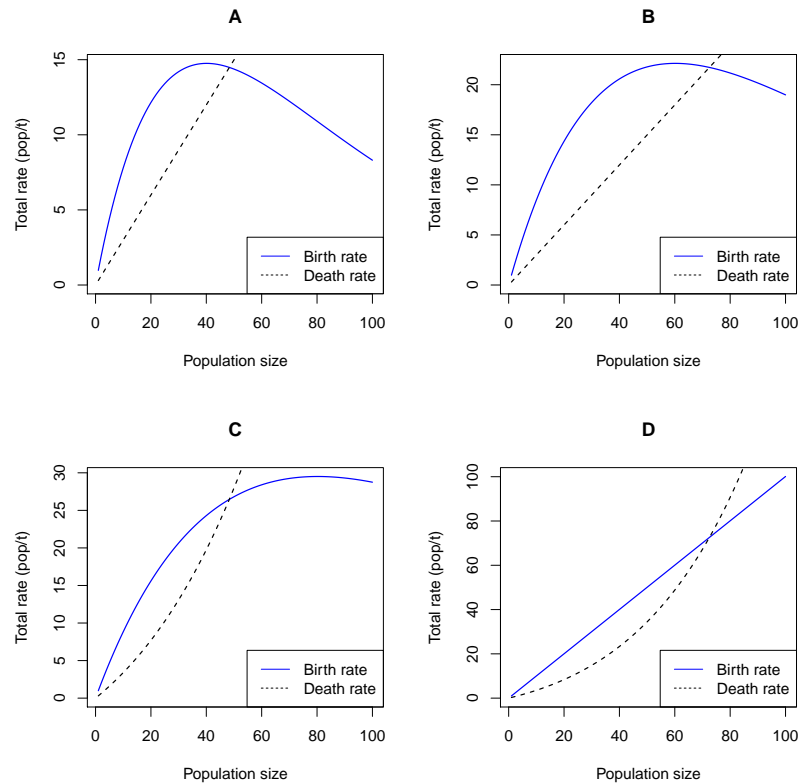 A
Total rate (pop/t)
15
10
5
0
Birth rate
Death rate
0 20 40 60 80 100
Population size
B
Total rate (pop/t)
20
15
10
5
0
Birth rate
Death rate
0 20 40 60 80 100
Population size
C
Total rate (pop/t)
30
25
20
15
10
5
0
Birth rate
Death rate
0 20 40 60 80 100
Population size
D
Total rate (pop/t)
100
80
60
40
20
0
Birth rate
Death rate
0 20 40 60 80 100
Population size